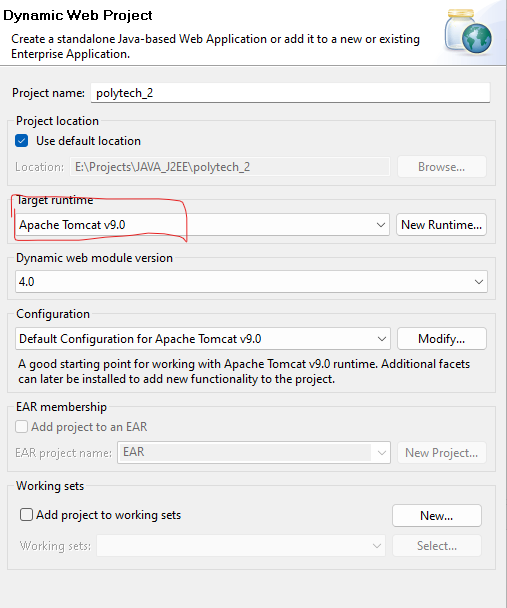 Dynamic Web Project
Create a standalone Java-based Web Application or add it to a new or existing
Enterprise Application.
Project name: polytech_2
Project location
Use default location
Location: E:\Projects\JAVA_J2EE\polytech_2 Browse...
Target runtime
Apache Tomcat v9.0 New Runtime...
Dynamic web module version
4.0
Configuration
Default Configuration for Apache Tomcat v9.0 Modify...
A good starting point for working with Apache Tomcat v9.0 runtime. Additional facets
can later be installed to add new functionality to the project.
EAR membership
Add project to an EAR
EAR project name: EAR New Project...
Working sets
Add project to working sets New...
Working sets: Select...